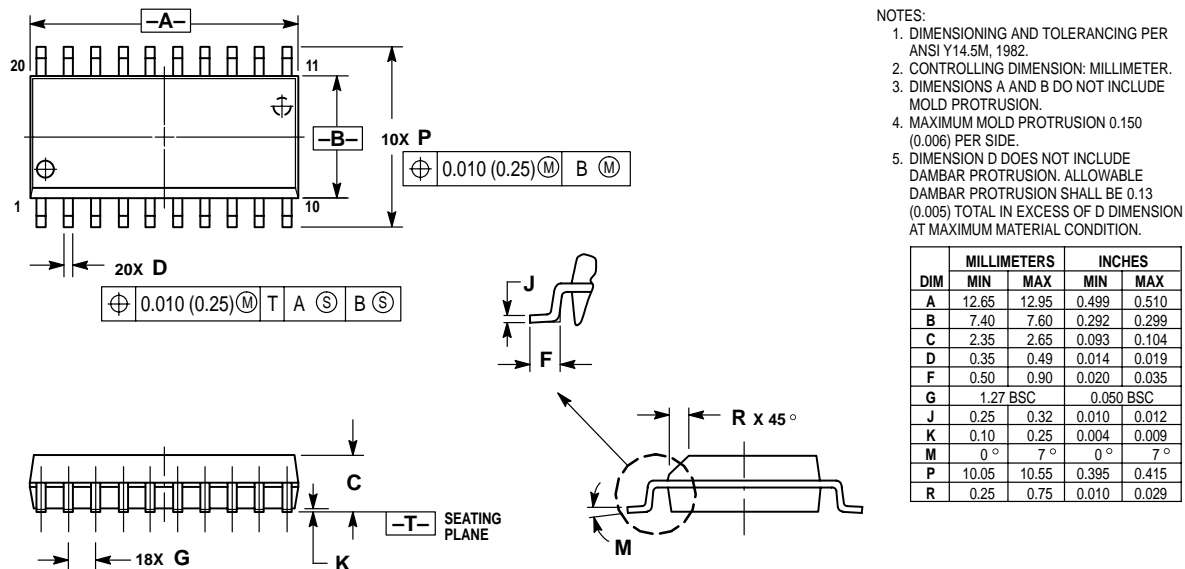 –A–
20
11
–B–
10X P
⌖ 0.010 (0.25) Ⓜ B Ⓜ
1
10
20X D
⌖ 0.010 (0.25) Ⓜ T A Ⓢ B Ⓢ
J
F
R X 45°
C
–T– SEATING
PLANE
M
18X G
K
NOTES:
1. DIMENSIONING AND TOLERANCING PER
ANSI Y14.5M, 1982.
2. CONTROLLING DIMENSION: MILLIMETER.
3. DIMENSIONS A AND B DO NOT INCLUDE
MOLD PROTRUSION.
4. MAXIMUM MOLD PROTRUSION 0.150
(0.006) PER SIDE.
5. DIMENSION D DOES NOT INCLUDE
DAMBAR PROTRUSION. ALLOWABLE
DAMBAR PROTRUSION SHALL BE 0.13
(0.005) TOTAL IN EXCESS OF D DIMENSION
AT MAXIMUM MATERIAL CONDITION.
MILLIMETERS INCHES
DIM MIN MAX MIN MAX
A 12.65 12.95 0.499 0.510
B 7.40 7.60 0.292 0.299
C 2.35 2.65 0.093 0.104
D 0.35 0.49 0.014 0.019
F 0.50 0.90 0.020 0.035
G 1.27 BSC 0.050 BSC
J 0.25 0.32 0.010 0.012
K 0.10 0.25 0.004 0.009
M 0° 7° 0° 7°
P 10.05 10.55 0.395 0.415
R 0.25 0.75 0.010 0.029